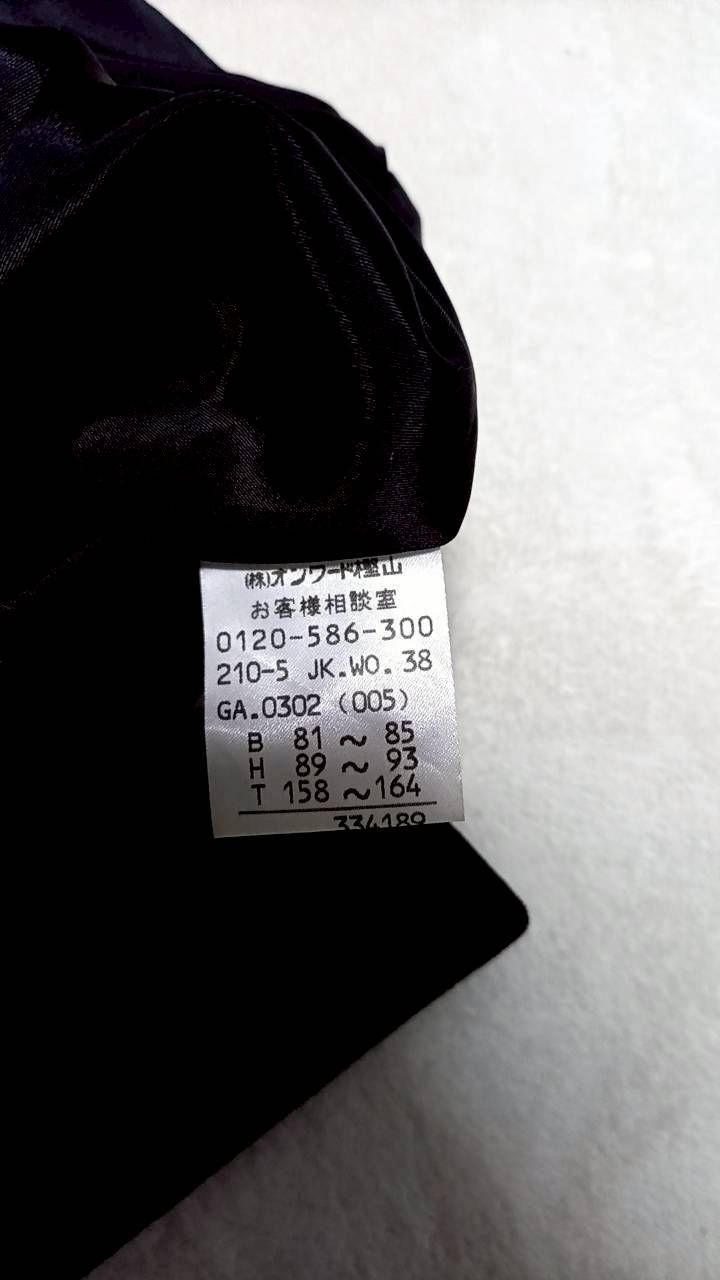 (株)オンワード樫山
お客様相談室
0120-586-300
210-5 JK.WO. 38
GA.0302 (005)
B 81 ～ 85
H 89 ～ 93
T 158 ～164
334189